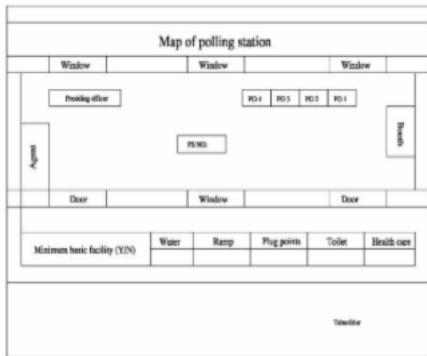 Map of polling station
Window Window Window
Presiding officer PO 4 PO 3 PO 2 PO 1
Agent Booth
PS NO:
Door Window Door
Minimum basic facility (Y/N) Water Ramp Plug points Toilet Health care